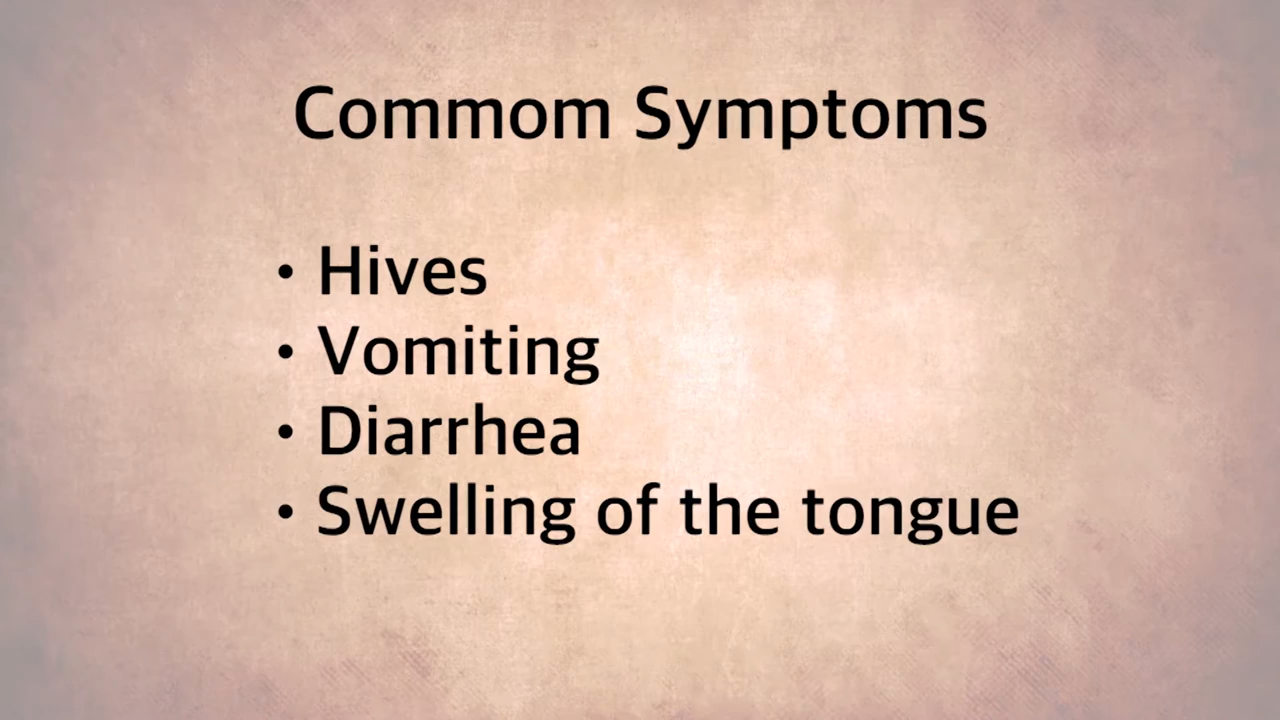 Commom Symptoms
• Hives
• Vomiting
• Diarrhea
• Swelling of the tongue